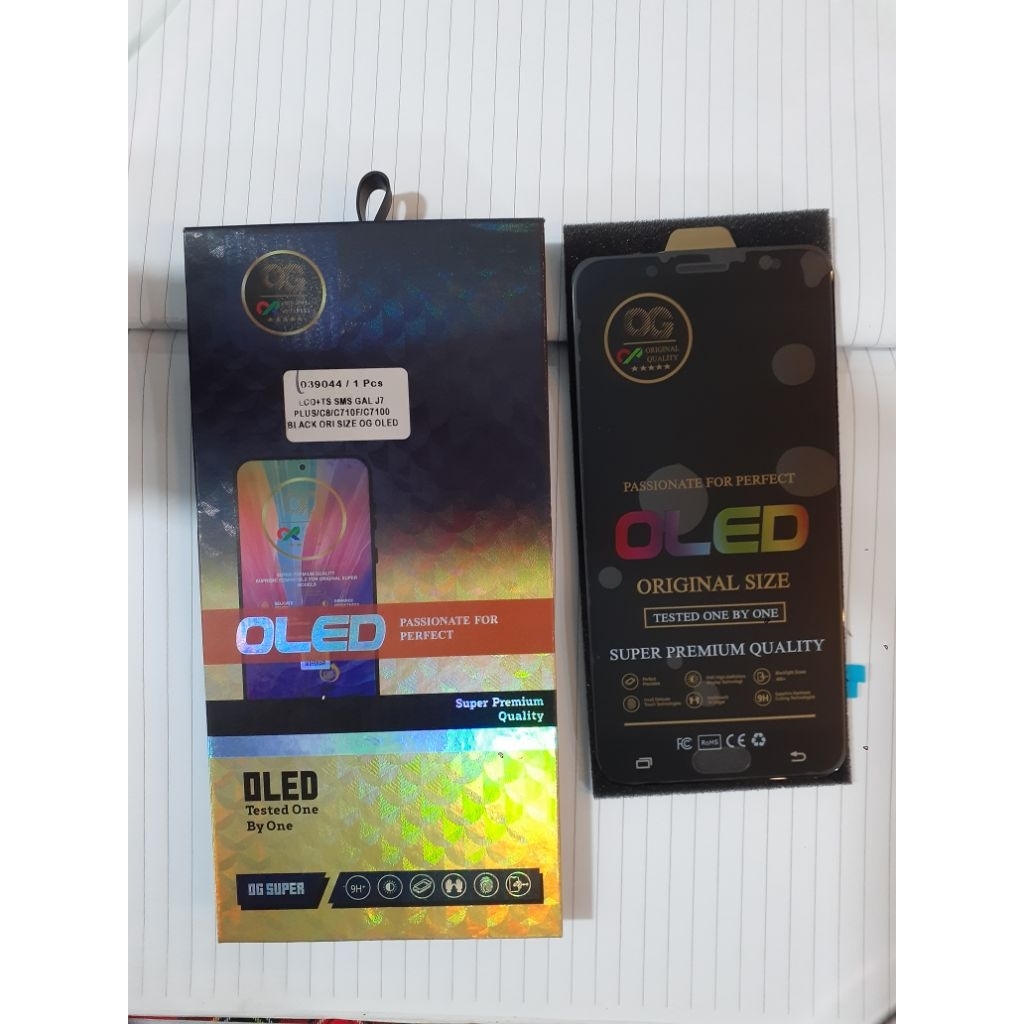 OG
039044 / 1 Pcs
LCD+TS SMS GAL J7
PLUS/C8/C710F/C7100
BLACK ORI SIZE OG OLED
OLED
PASSIONATE FOR
PERFECT
Super Premium
Quality
OLED
Tested One
By One
OG SUPER
9H+
OG
ORIGINAL
QUALITY
PASSIONATE FOR PERFECT
OLED
ORIGINAL SIZE
TESTED ONE BY ONE
SUPER PREMIUM QUALITY
9H
FC RoHS CE